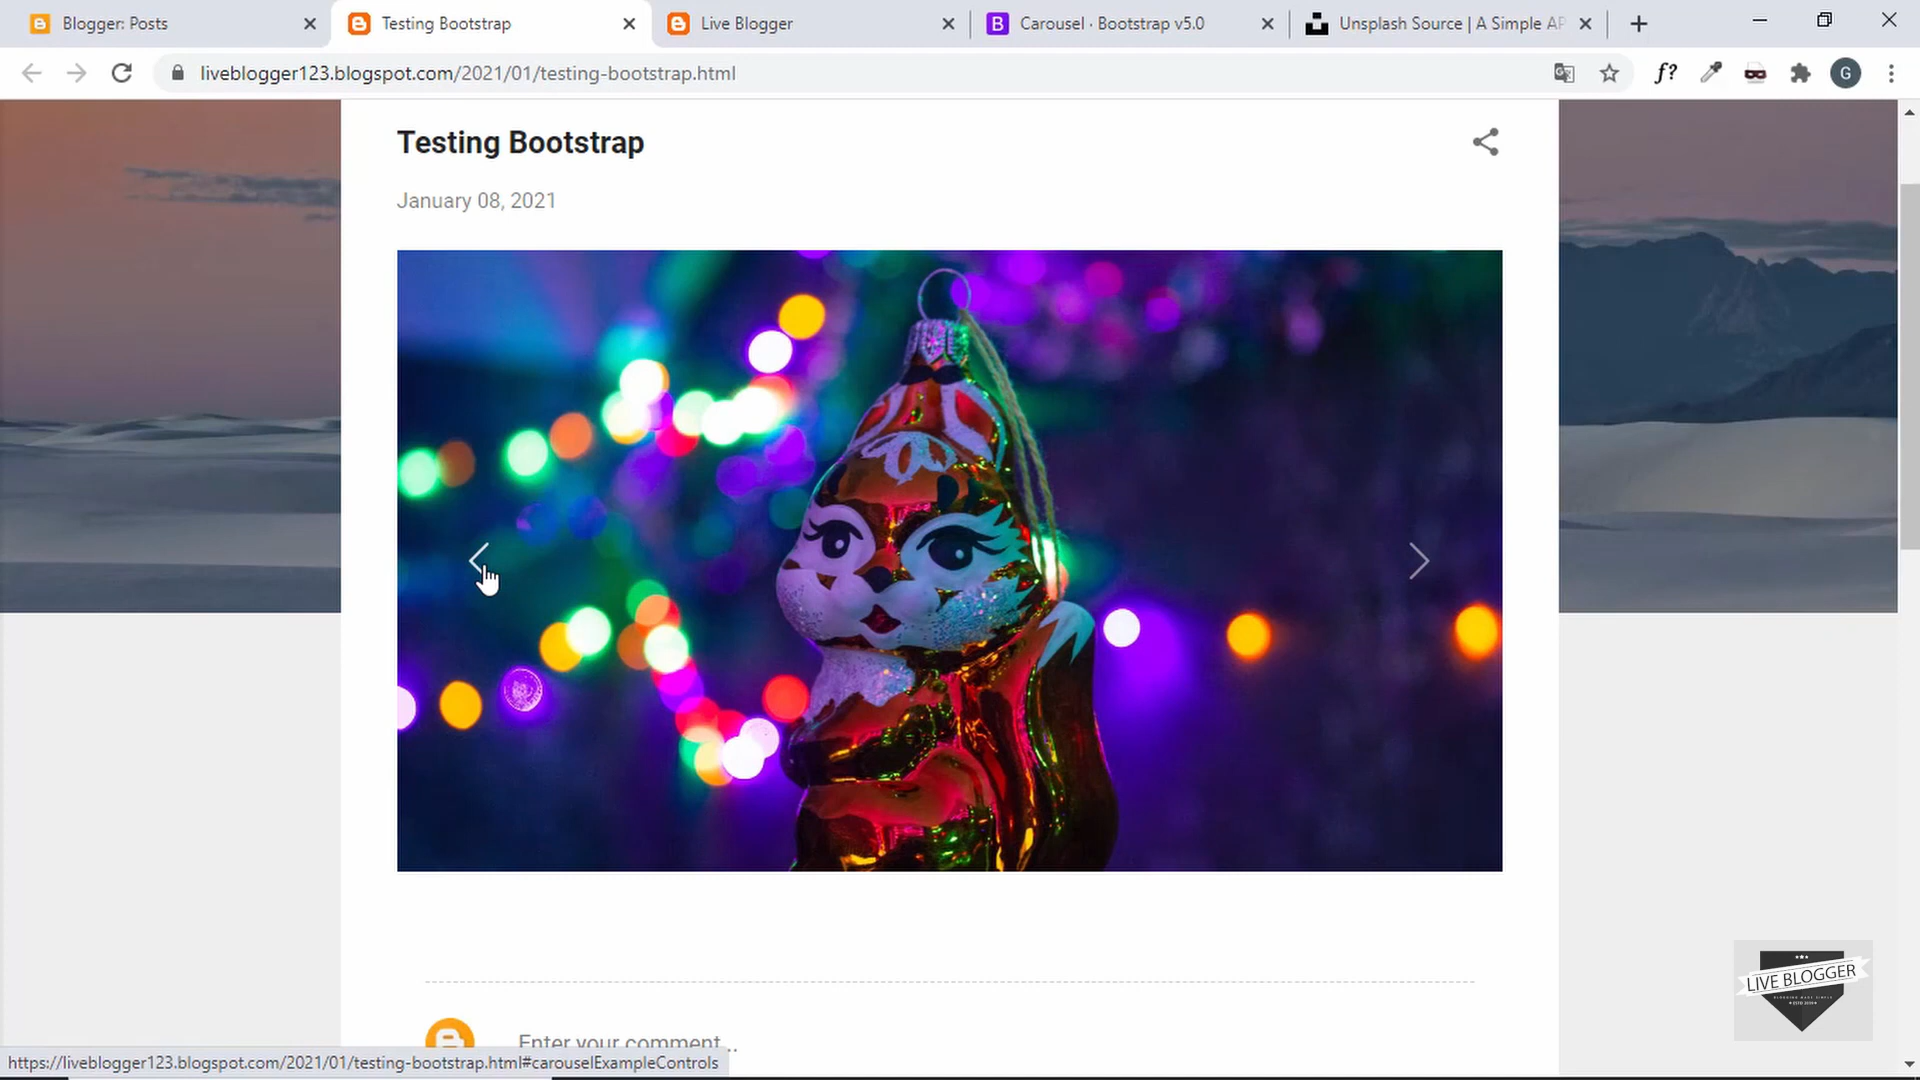 Blogger: Posts
Testing Bootstrap
Live Blogger
Carousel · Bootstrap v5.0
Unsplash Source | A Simple AP
liveblogger123.blogspot.com/2021/01/testing-bootstrap.html
f?
G
Testing Bootstrap
January 08, 2021
LIVE BLOGGER
Enter your comment...
https://liveblogger123.blogspot.com/2021/01/testing-bootstrap.html#carouselExampleControls